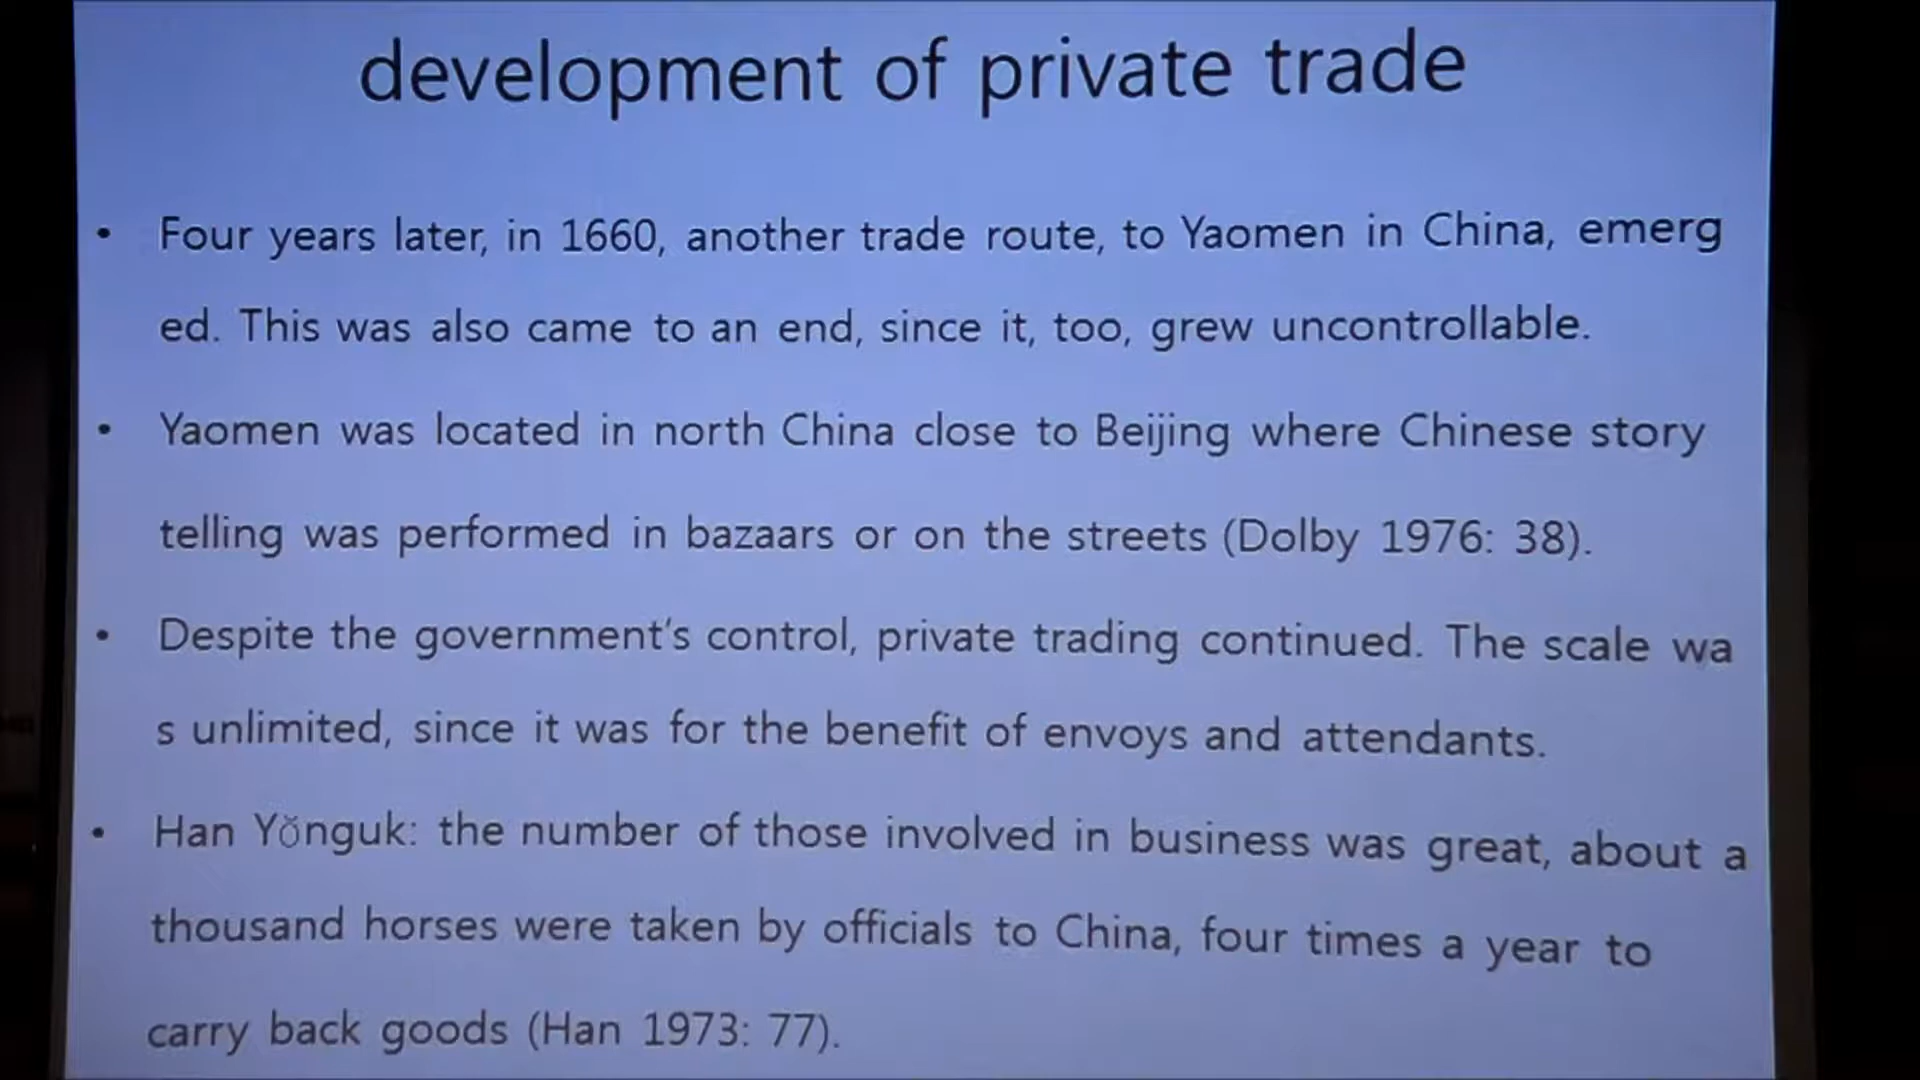 development of private trade
• Four years later, in 1660, another trade route, to Yaomen in China, emerg
ed. This was also came to an end, since it, too, grew uncontrollable.
• Yaomen was located in north China close to Beijing where Chinese story
telling was performed in bazaars or on the streets (Dolby 1976: 38).
• Despite the government's control, private trading continued. The scale wa
s unlimited, since it was for the benefit of envoys and attendants.
• Han Yŏnguk: the number of those involved in business was great, about a
thousand horses were taken by officials to China, four times a year to
carry back goods (Han 1973: 77).